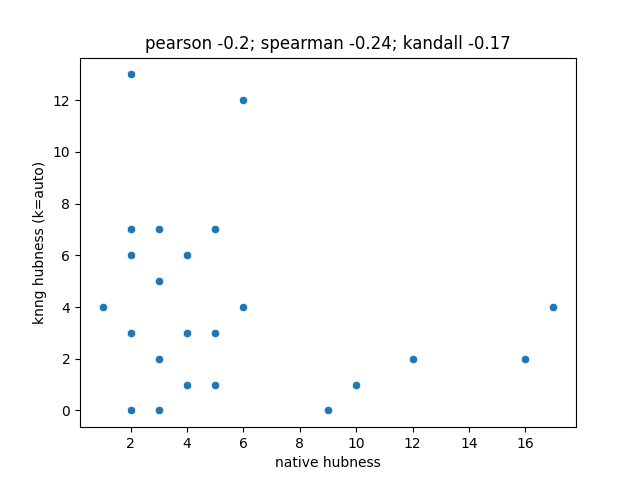 pearson -0.2; spearman -0.24; kandall -0.17
knng hubness (k=auto)
12
10
8
6
4
2
0
2 4 6 8 10 12 14 16
native hubness